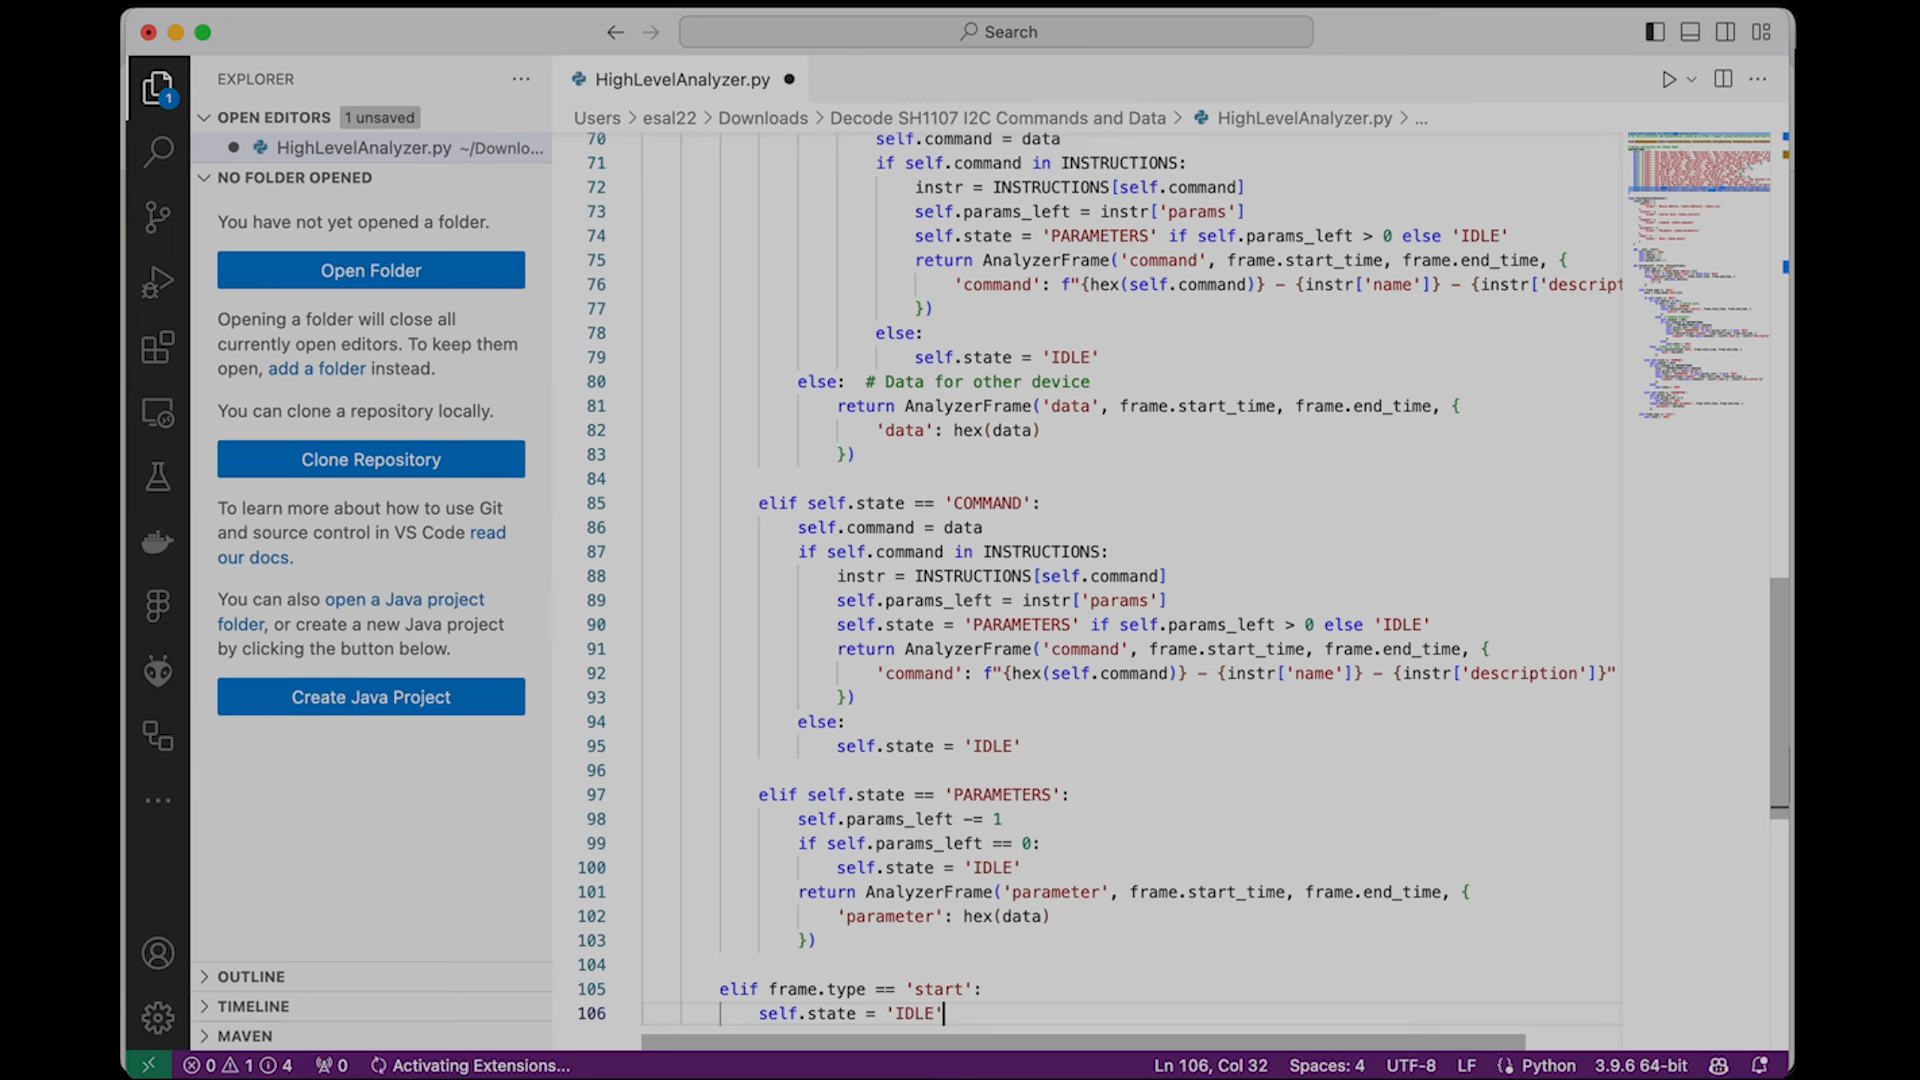 Search
EXPLORER
OPEN EDITORS 1 unsaved
HighLevelAnalyzer.py ~/Downlo...
NO FOLDER OPENED
You have not yet opened a folder.
Open Folder
Opening a folder will close all
currently open editors. To keep them
open, add a folder instead.
You can clone a repository locally.
Clone Repository
To learn more about how to use Git
and source control in VS Code read
our docs.
You can also open a Java project
folder, or create a new Java project
by clicking the button below.
Create Java Project
OUTLINE
TIMELINE
MAVEN
1
HighLevelAnalyzer.py
Users > esal22 > Downloads > Decode SH1107 I2C Commands and Data > HighLevelAnalyzer.py > ...
70 self.command = data
71 if self.command in INSTRUCTIONS:
72 instr = INSTRUCTIONS[self.command]
73 self.params_left = instr['params']
74 self.state = 'PARAMETERS' if self.params_left > 0 else 'IDLE'
75 return AnalyzerFrame('command', frame.start_time, frame.end_time, {
76 'command': f"{hex(self.command)} - {instr['name']} - {instr['descript
77 })
78 else:
79 self.state = 'IDLE'
80 else: # Data for other device
81 return AnalyzerFrame('data', frame.start_time, frame.end_time, {
82 'data': hex(data)
83 })
84
85 elif self.state == 'COMMAND':
86 self.command = data
87 if self.command in INSTRUCTIONS:
88 instr = INSTRUCTIONS[self.command]
89 self.params_left = instr['params']
90 self.state = 'PARAMETERS' if self.params_left > 0 else 'IDLE'
91 return AnalyzerFrame('command', frame.start_time, frame.end_time, {
92 'command': f"{hex(self.command)} - {instr['name']} - {instr['description']}"
93 })
94 else:
95 self.state = 'IDLE'
96
97 elif self.state == 'PARAMETERS':
98 self.params_left -= 1
99 if self.params_left == 0:
100 self.state = 'IDLE'
101 return AnalyzerFrame('parameter', frame.start_time, frame.end_time, {
102 'parameter': hex(data)
103 })
104
105 elif frame.type == 'start':
106 self.state = 'IDLE'
0 1 4 0 Activating Extensions... Ln 106, Col 32 Spaces: 4 UTF-8 LF Python 3.9.6 64-bit